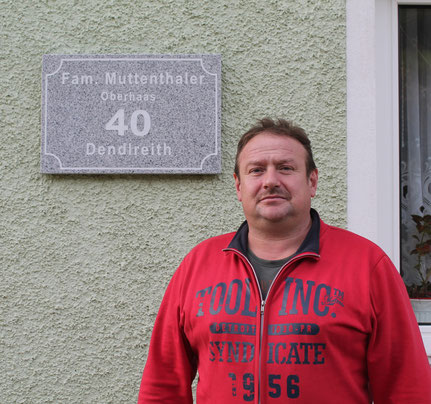 Fam. Muttenthaler
Oberhaas
40
Dendlreith
TOOL INC.
SYNDICATE
1956